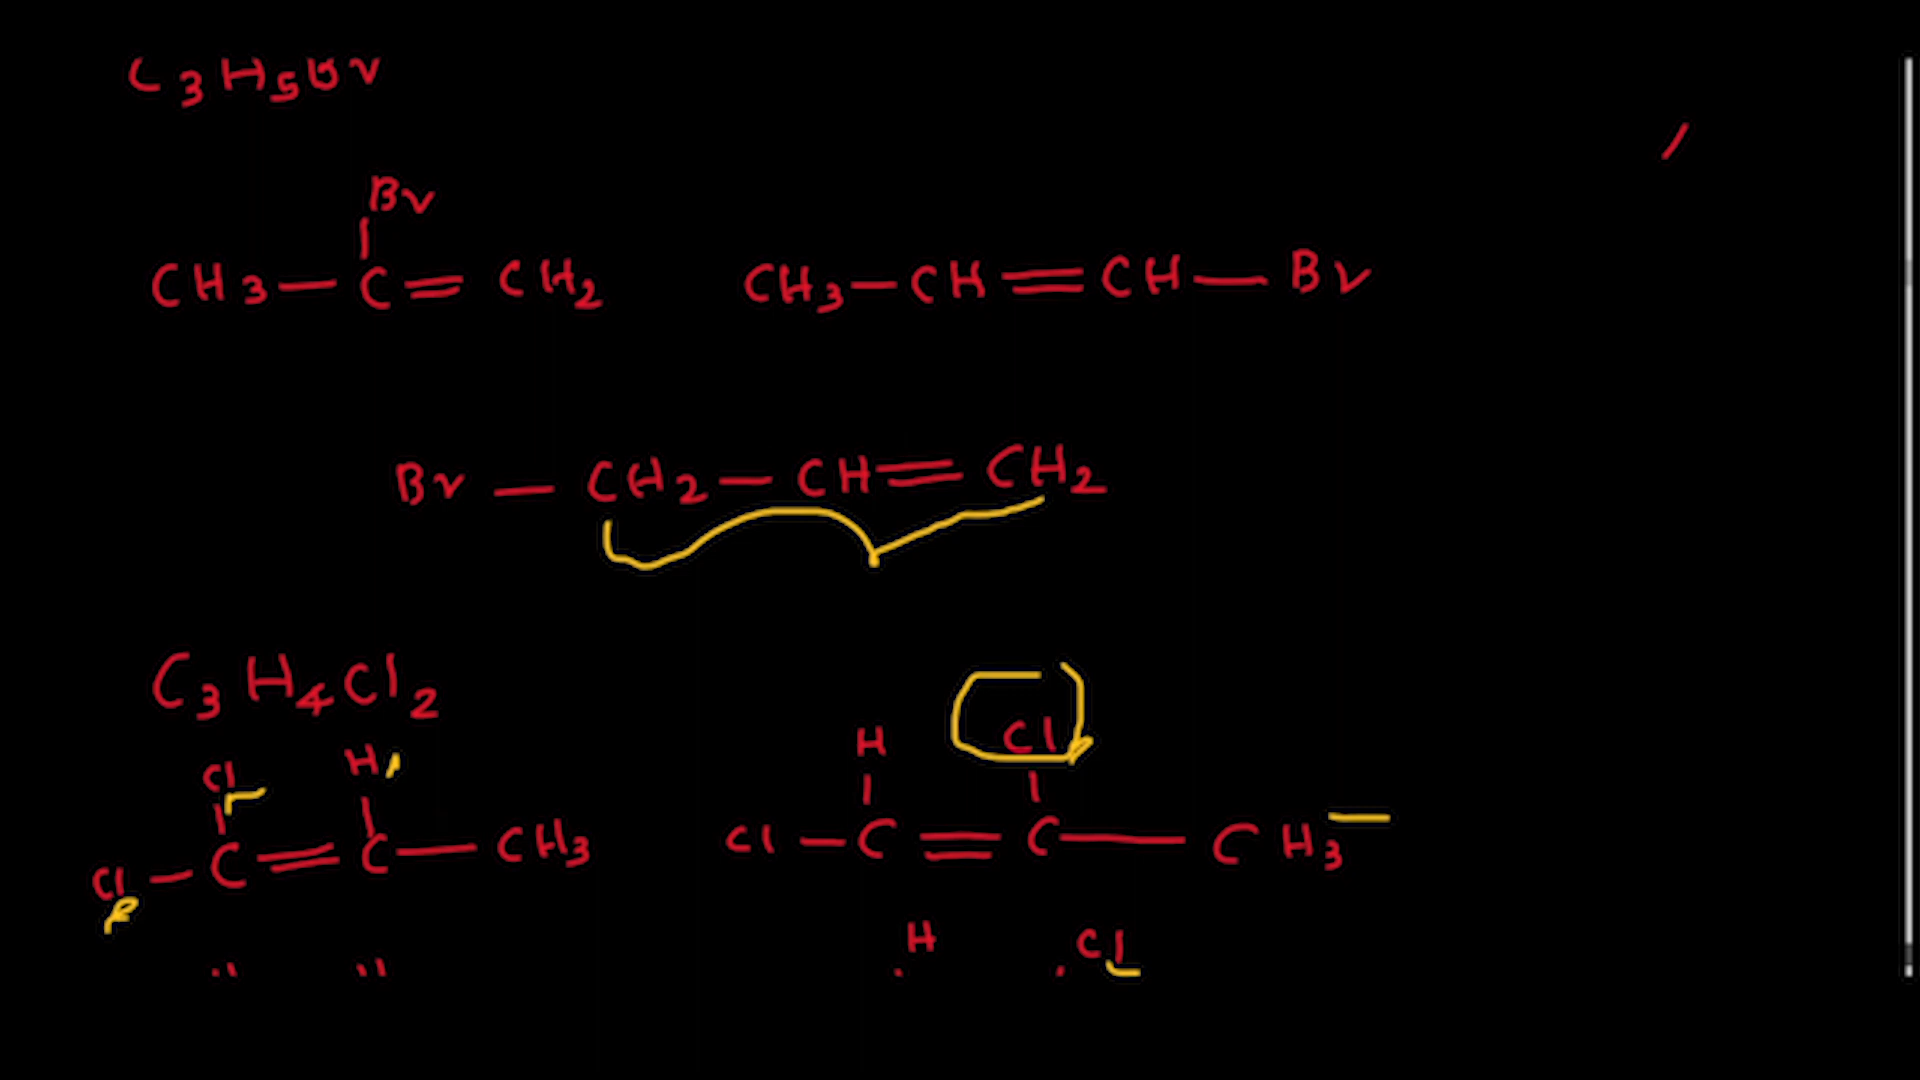 C3H5Br
Br
CH3-C=CH2 CH3-CH=CH-Br
Br-CH2-CH=CH2
C3H4Cl2
Cl H H Cl
Cl-C=C-CH3 Cl-C=C-CH3
H Cl